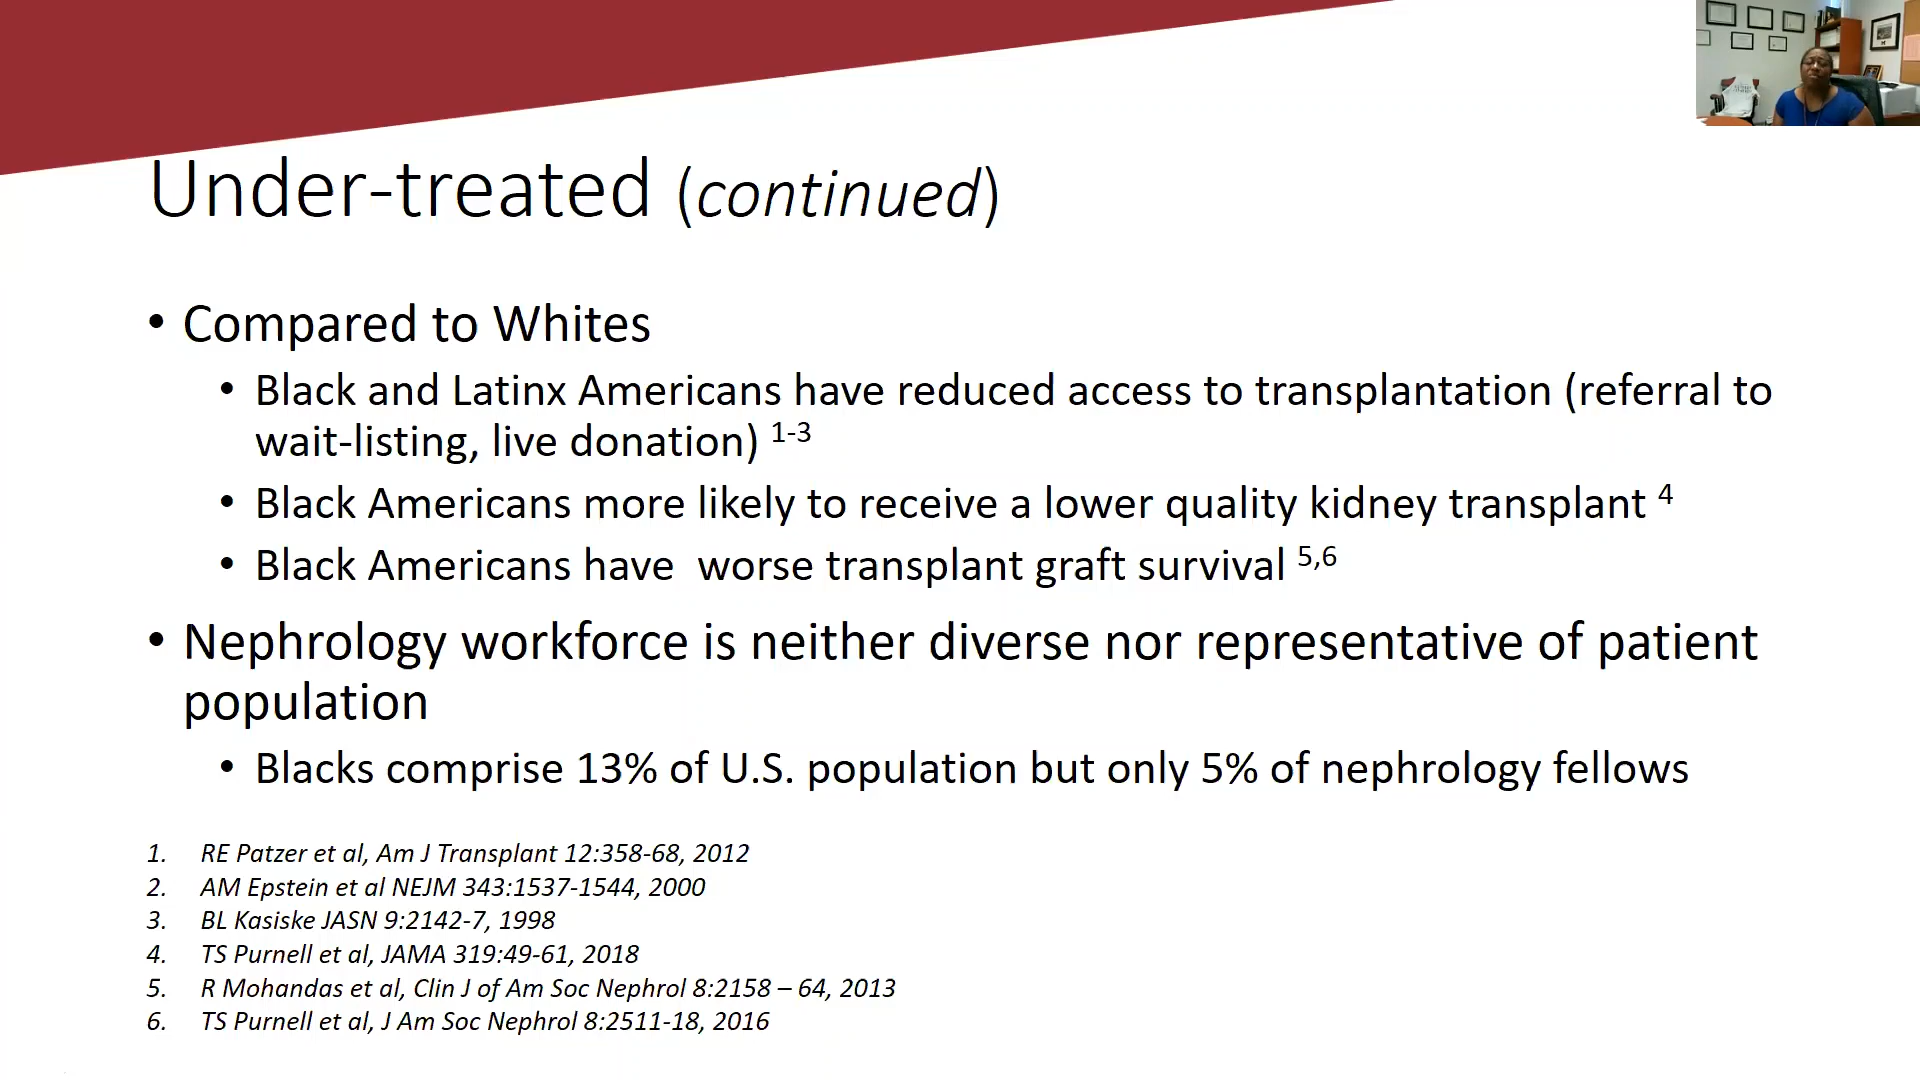 Under-treated (continued)
• Compared to Whites
• Black and Latinx Americans have reduced access to transplantation (referral to
wait-listing, live donation) 1-3
• Black Americans more likely to receive a lower quality kidney transplant 4
• Black Americans have  worse transplant graft survival 5,6
• Nephrology workforce is neither diverse nor representative of patient
population
• Blacks comprise 13% of U.S. population but only 5% of nephrology fellows
1. RE Patzer et al, Am J Transplant 12:358-68, 2012
2. AM Epstein et al NEJM 343:1537-1544, 2000
3. BL Kasiske JASN 9:2142-7, 1998
4. TS Purnell et al, JAMA 319:49-61, 2018
5. R Mohandas et al, Clin J of Am Soc Nephrol 8:2158 – 64, 2013
6. TS Purnell et al, J Am Soc Nephrol 8:2511-18, 2016